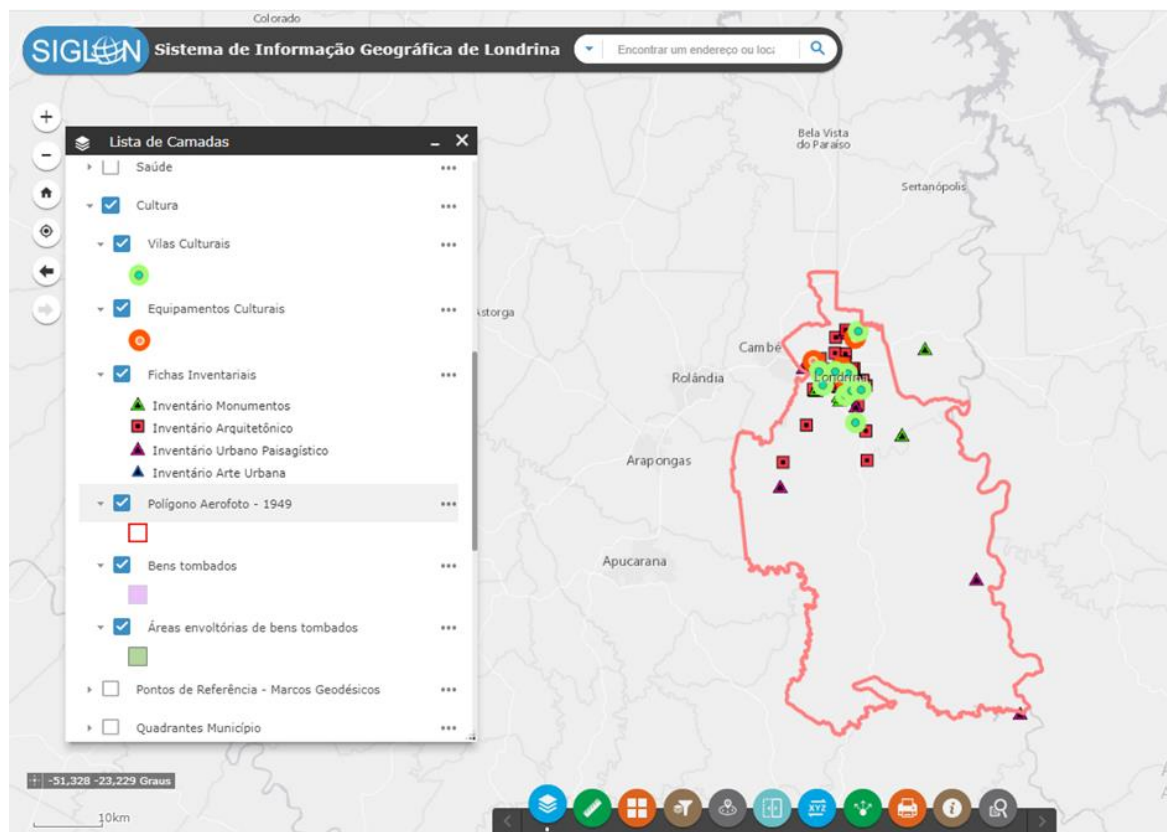 Colorado
SIGLON Sistema de Informação Geográfica de Londrina
Encontrar um endereço ou loca
Lista de Camadas
Saúde
Cultura
Vilas Culturais
Equipamentos Culturais
Fichas Inventariais
Inventário Monumentos
Inventário Arquitetônico
Inventário Urbano Paisagístico
Inventário Arte Urbana
Polígono Aerofoto - 1949
Bens tombados
Áreas envoltórias de bens tombados
Pontos de Referência - Marcos Geodésicos
Quadrantes Município
Bela Vista
do Paraíso
Sertanópolis
Astorga
Cambé
Rolândia
Londrina
Arapongas
Apucarana
-51,328 -23,229 Graus
10km
XYZ